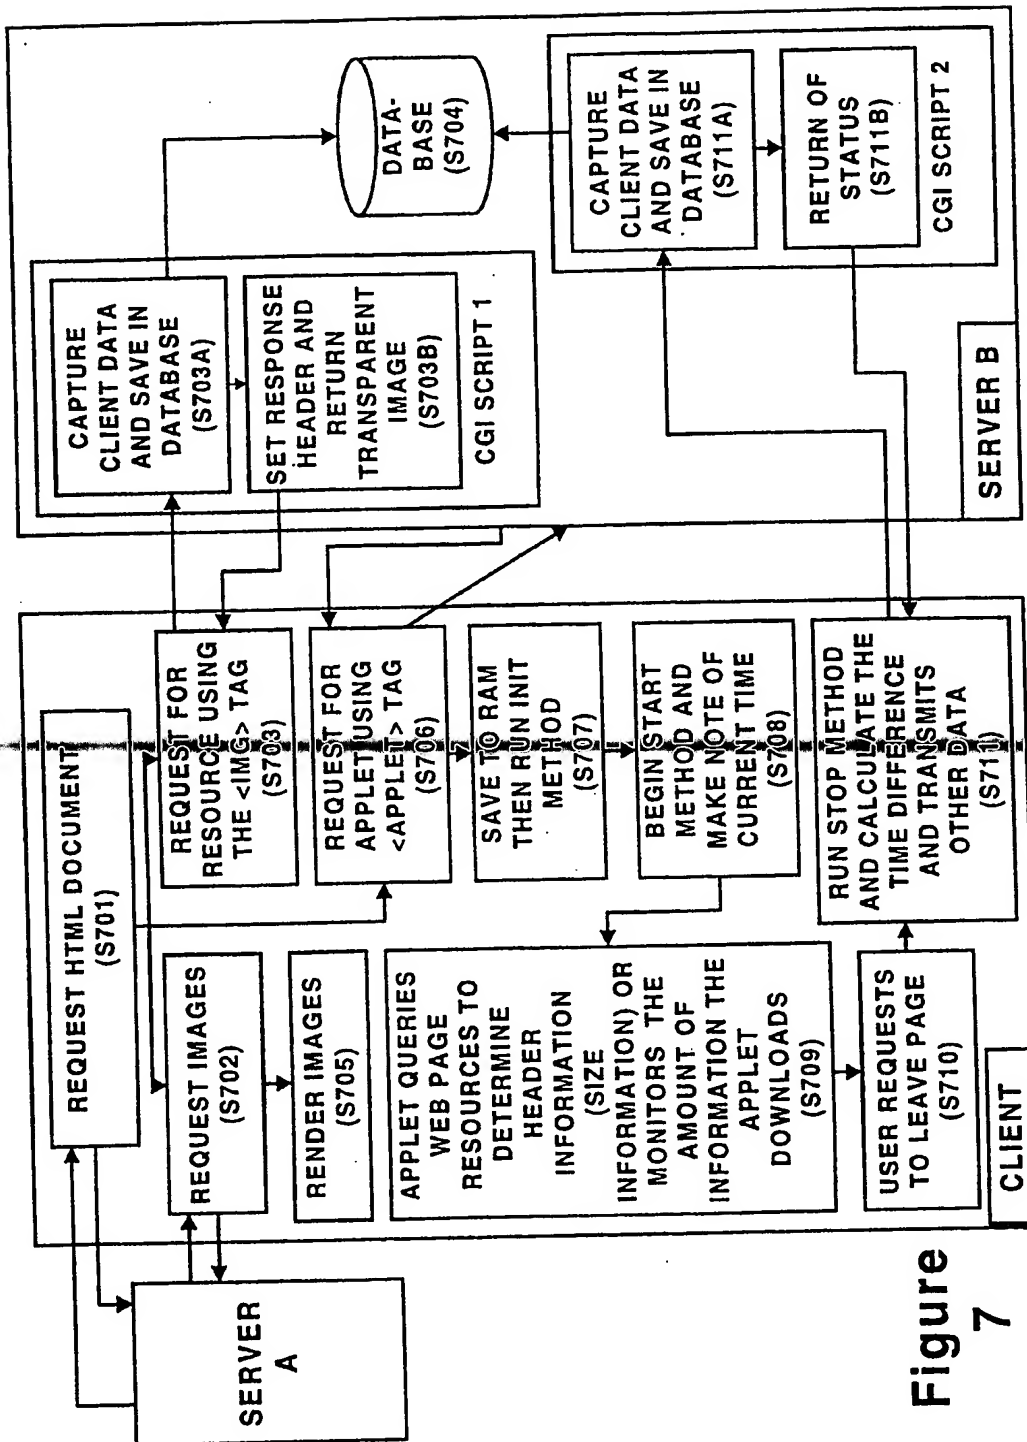 REQUEST HTML DOCUMENT
(S701)
REQUEST IMAGES
(S702)
RENDER IMAGES
(S705)
REQUEST FOR
RESOURCE USING
THE <IMG> TAG
(S703)
REQUEST FOR
APPLET USING
<APPLET> TAG
(S706)
SAVE TO RAM
THEN RUN INIT
METHOD
(S707)
BEGIN START
METHOD AND
MAKE NOTE OF
CURRENT TIME
(S708)
APPLET QUERIES
WEB PAGE
RESOURCES TO
DETERMINE
HEADER
INFORMATION
(SIZE
INFORMATION) OR
MONITORS THE
AMOUNT OF
INFORMATION THE
APPLET
DOWNLOADS
(S709)
USER REQUESTS
TO LEAVE PAGE
(S710)
RUN STOP METHOD
AND CALCULATE THE
TIME DIFFERENCE
AND TRANSMITS
OTHER DATA
(S711)
CLIENT
SERVER
A
CAPTURE
CLIENT DATA
AND SAVE IN
DATABASE
(S703A)
SET RESPONSE
HEADER AND
RETURN
TRANSPARENT
IMAGE
(S703B)
CGI SCRIPT 1
DATA-
BASE
(S704)
CAPTURE
CLIENT DATA
AND SAVE IN
DATABASE
(S711A)
RETURN OF
STATUS
(S711B)
CGI SCRIPT 2
SERVER B
Figure
7